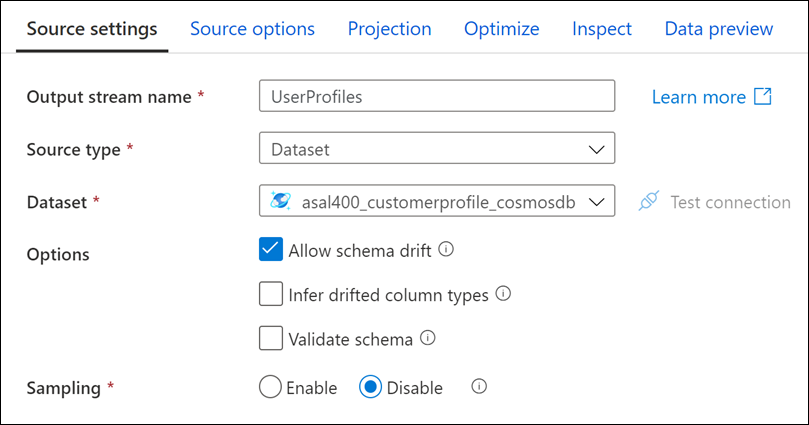 Source settings Source options Projection Optimize Inspect Data preview
Output stream name * UserProfiles Learn more
Source type * Dataset
Dataset * asal400_customerprofile_cosmosdb Test connection
Options Allow schema drift
Infer drifted column types
Validate schema
Sampling * Enable Disable